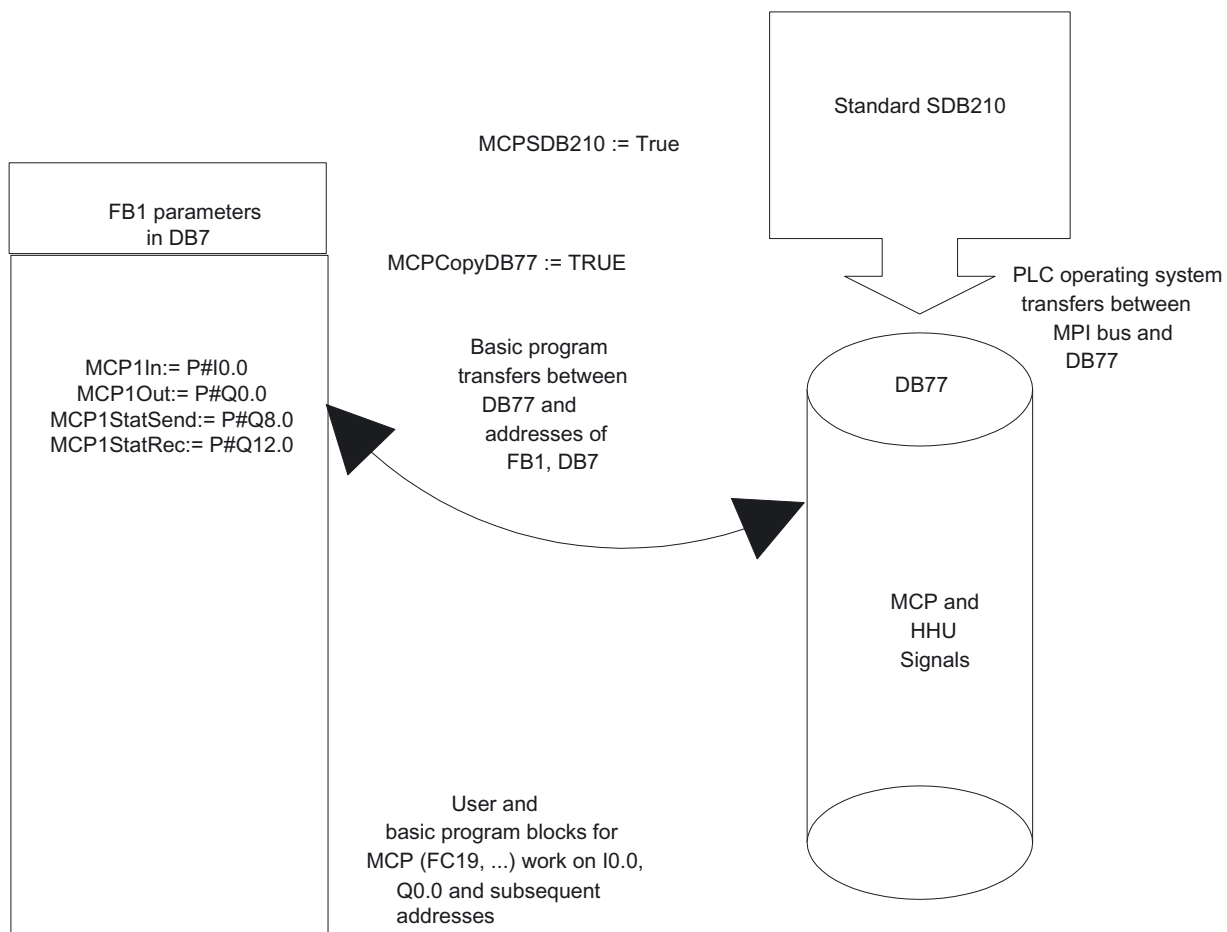 Standard SDB210
MCPSDB210 := True
FB1 parameters
in DB7
MCPCopyDB77 := TRUE
PLC operating system
transfers between
MPI bus and
DB77
MCP1In:= P#I0.0
MCP1Out:= P#Q0.0
MCP1StatSend:= P#Q8.0
MCP1StatRec:= P#Q12.0
Basic program
transfers between
DB77 and
addresses of
FB1, DB7
DB77
MCP and
HHU
Signals
User and
basic program blocks for
MCP (FC19, ...) work on I0.0,
Q0.0 and subsequent
addresses